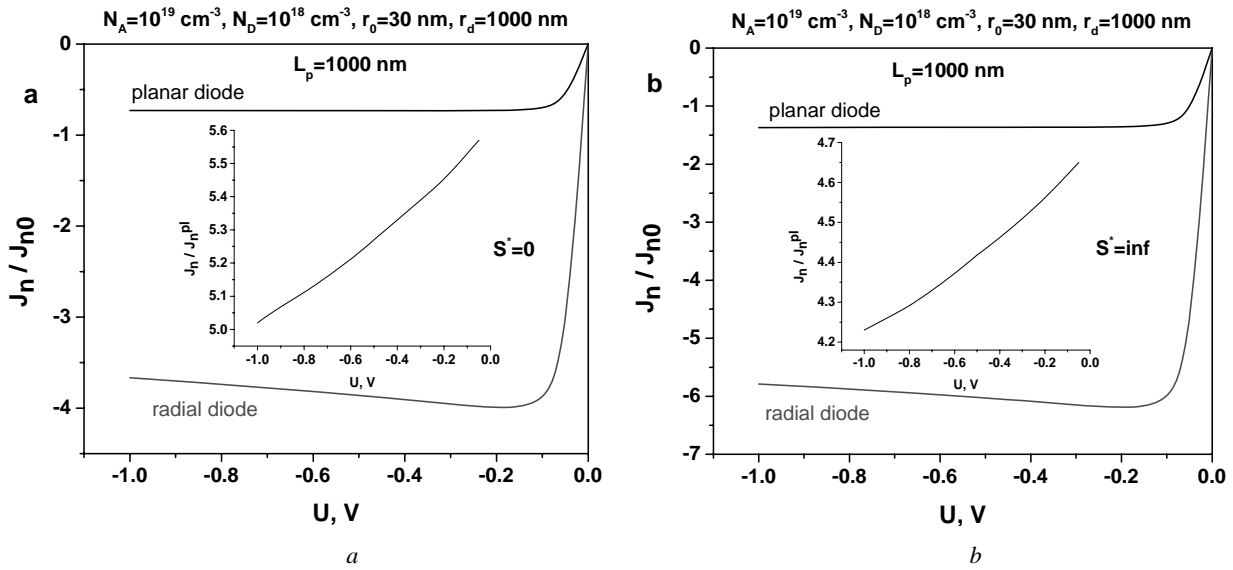 N_A=10^19 cm^-3, N_D=10^18 cm^-3, r_0=30 nm, r_d=1000 nm
a
L_p=1000 nm
planar diode
radial diode
S^*=0
J_n / J_n0
0
-1
-2
-3
-4
-1.0 -0.8 -0.6 -0.4 -0.2 0.0
U, V
J_n / J_n^pl
5.6
5.5
5.4
5.3
5.2
5.1
5.0
-1.0 -0.8 -0.6 -0.4 -0.2 0.0
U, V
a
N_A=10^19 cm^-3, N_D=10^18 cm^-3, r_0=30 nm, r_d=1000 nm
b
L_p=1000 nm
planar diode
radial diode
S^*=inf
J_n / J_n0
0
-1
-2
-3
-4
-5
-6
-7
-1.0 -0.8 -0.6 -0.4 -0.2 0.0
U, V
J_n / J_n^pl
4.7
4.6
4.5
4.4
4.3
4.2
-1.0 -0.8 -0.6 -0.4 -0.2 0.0
U, V
b